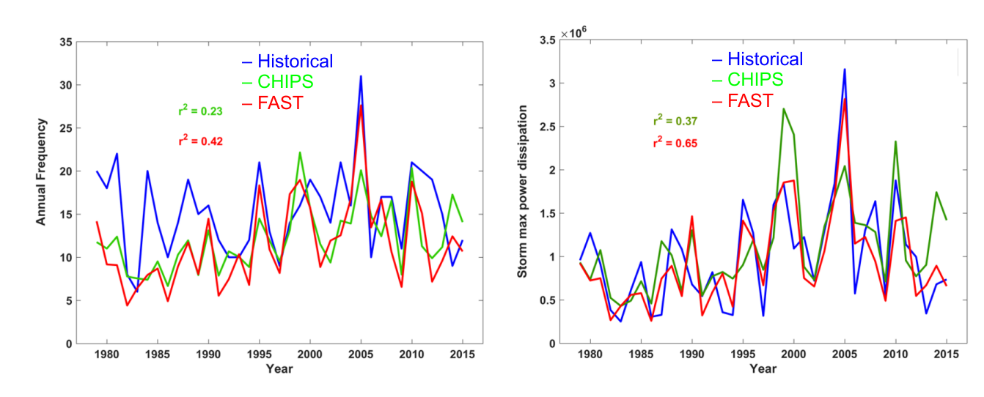 35
30
25
20
15
10
5
0
Annual Frequency
– Historical
– CHIPS
– FAST
r² = 0.23
r² = 0.42
1980 1985 1990 1995 2000 2005 2010 2015
Year
×10⁶
3.5
3
2.5
2
1.5
1
0.5
0
Storm max power dissipation
– Historical
– CHIPS
– FAST
r² = 0.37
r² = 0.65
1980 1985 1990 1995 2000 2005 2010 2015
Year